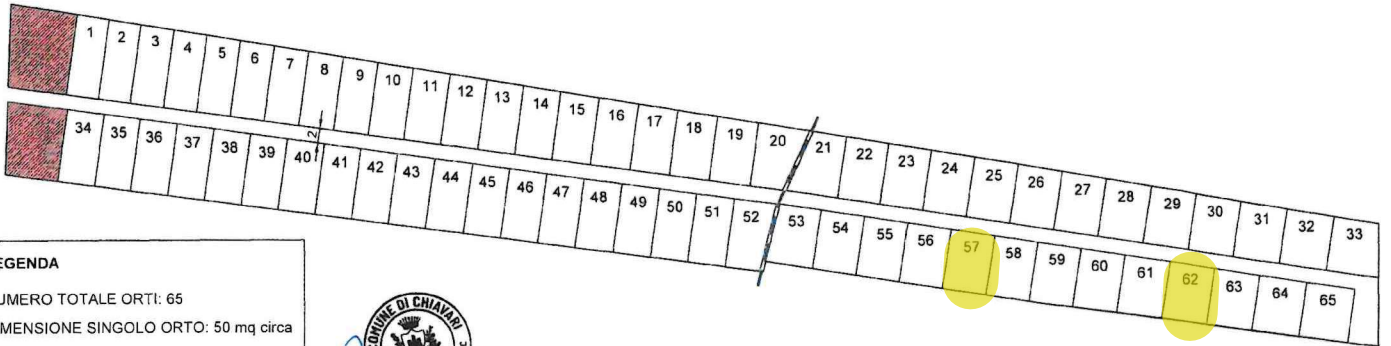 1 2 3 4 5 6 7 8 9 10 11 12 13 14 15 16 17 18 19 20 21 22 23 24 25 26 27 28 29 30 31 32 33
2
34 35 36 37 38 39 40 41 42 43 44 45 46 47 48 49 50 51 52 53 54 55 56 57 58 59 60 61 62 63 64 65
EGENDA
UMERO TOTALE ORTI: 65
MENSIONE SINGOLO ORTO: 50 mq circa
COMUNE DI CHIAVARI